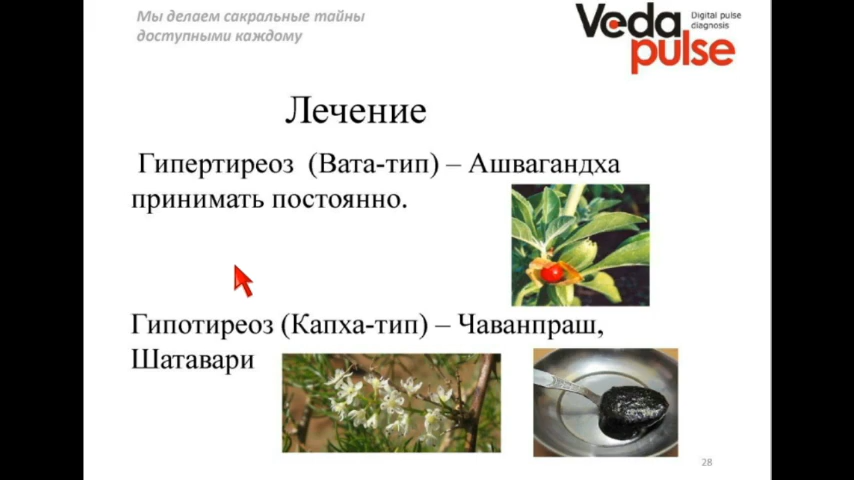 Мы делаем сакральные тайны
доступными каждому
Veda
Digital pulse
diagnosis
pulse
Лечение
Гипертиреоз (Вата-тип) – Ашвагандха
принимать постоянно.
Гипотиреоз (Капха-тип) – Чаванпраш,
Шатавари
28